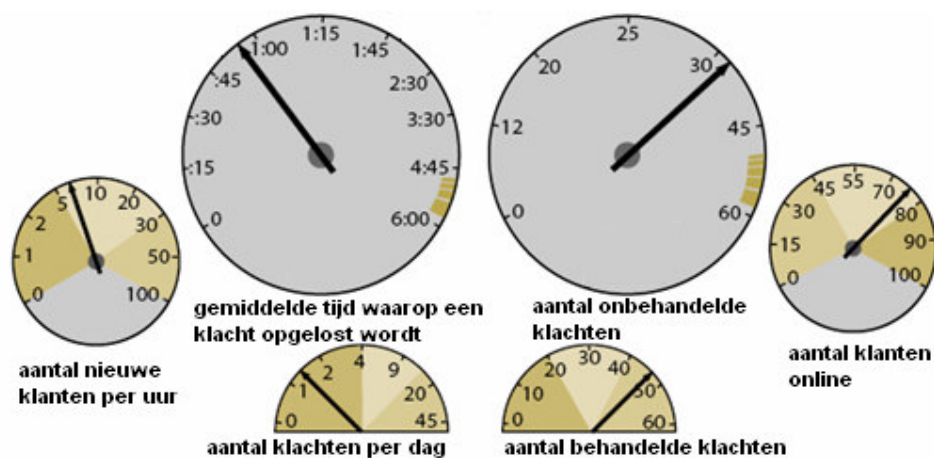 1:00 1:15 1:45
:45 2:30
:30 3:30
:15 4:45
0 6:00
25
20 30
12 45
0 60
5 10 20
2 30
1 50
0 100
45 55 70
30 80
15 90
0 100
gemiddelde tijd waarop een
klacht opgelost wordt
aantal onbehandelde
klachten
aantal nieuwe
klanten per uur
aantal klanten
online
4
2 9
1 20
0 45
30
20 40
10 50
0 60
aantal klachten per dag
aantal behandelde klachten